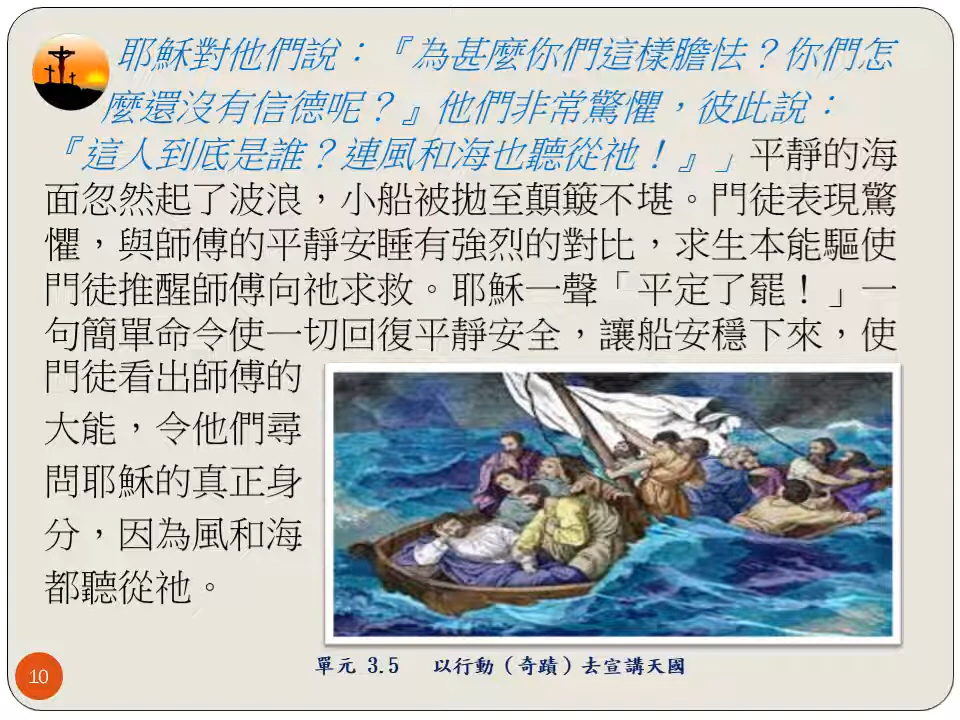 耶穌對他們說：『為甚麼你們這樣膽怯？你們怎
麼還沒有信德呢？』他們非常驚懼，彼此說：
『這人到底是誰？連風和海也聽從祂！』」平靜的海
面忽然起了波浪，小船被拋至顛簸不堪。門徒表現驚
懼，與師傅的平靜安睡有強烈的對比，求生本能驅使
門徒推醒師傅向祂求救。耶穌一聲「平定了罷！」一
句簡單命令使一切回復平靜安全，讓船安穩下來，使
門徒看出師傅的
大能，令他們尋
問耶穌的真正身
分，因為風和海
都聽從祂。
單元 3.5 以行動（奇蹟）去宣講天國
10